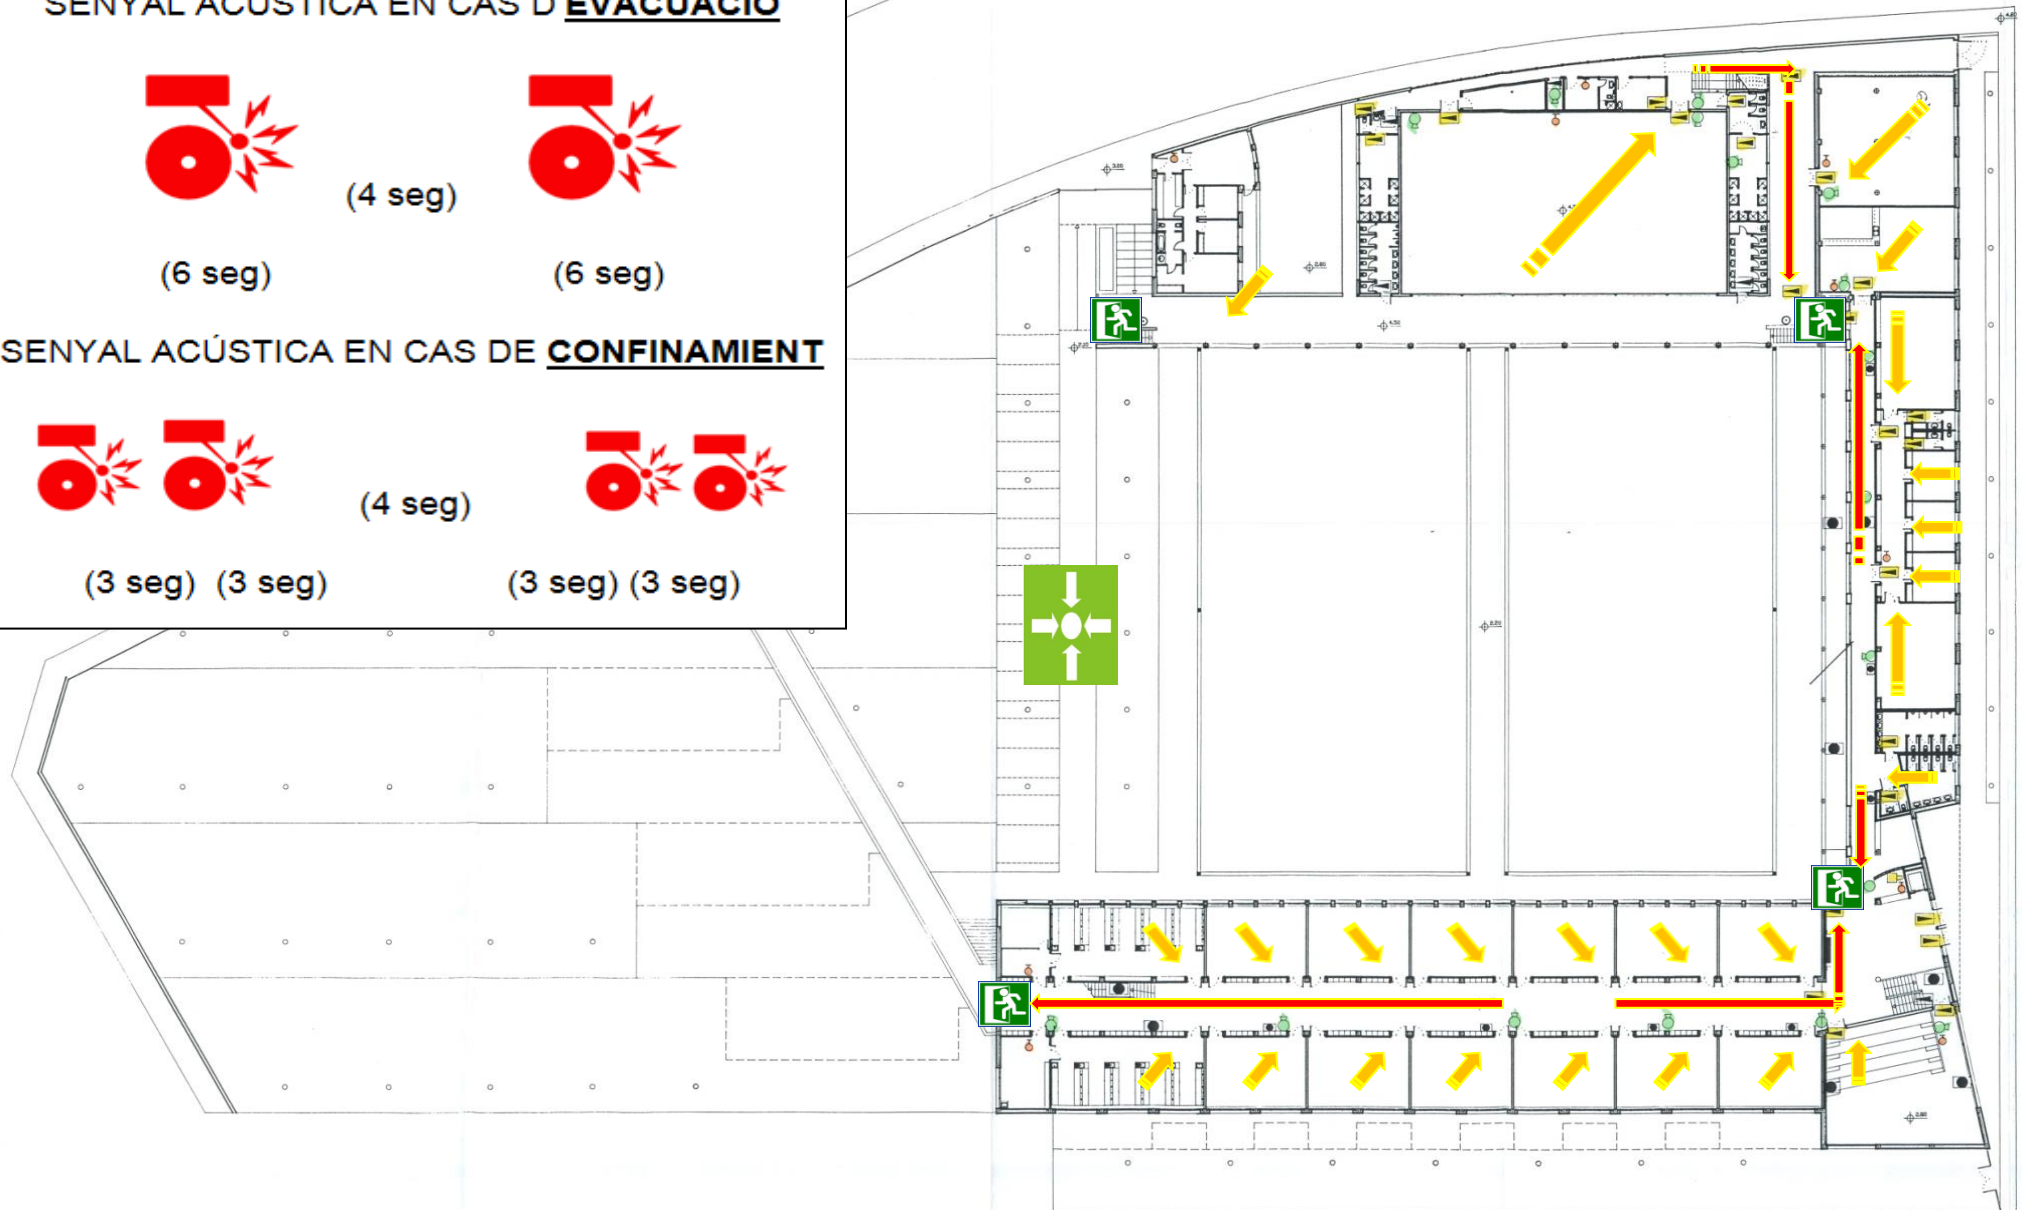 SENYAL ACÚSTICA EN CAS D'EVACUACIÓ
(4 seg)
(6 seg) (6 seg)
SENYAL ACÚSTICA EN CAS DE CONFINAMIENT
(4 seg)
(3 seg) (3 seg) (3 seg) (3 seg)